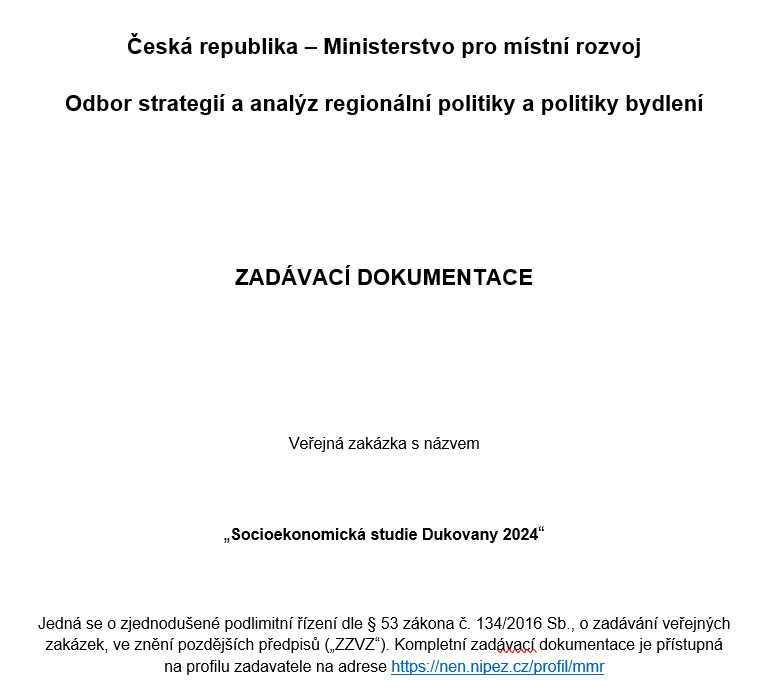 Česká republika – Ministerstvo pro místní rozvoj
Odbor strategií a analýz regionální politiky a politiky bydlení
ZADÁVACÍ DOKUMENTACE
Veřejná zakázka s názvem
„Socioekonomická studie Dukovany 2024“
Jedná se o zjednodušené podlimitní řízení dle § 53 zákona č. 134/2016 Sb., o zadávání veřejných
zakázek, ve znění pozdějších předpisů („ZZVZ“). Kompletní zadávací dokumentace je přístupná
na profilu zadavatele na adrese https://nen.nipez.cz/profil/mmr